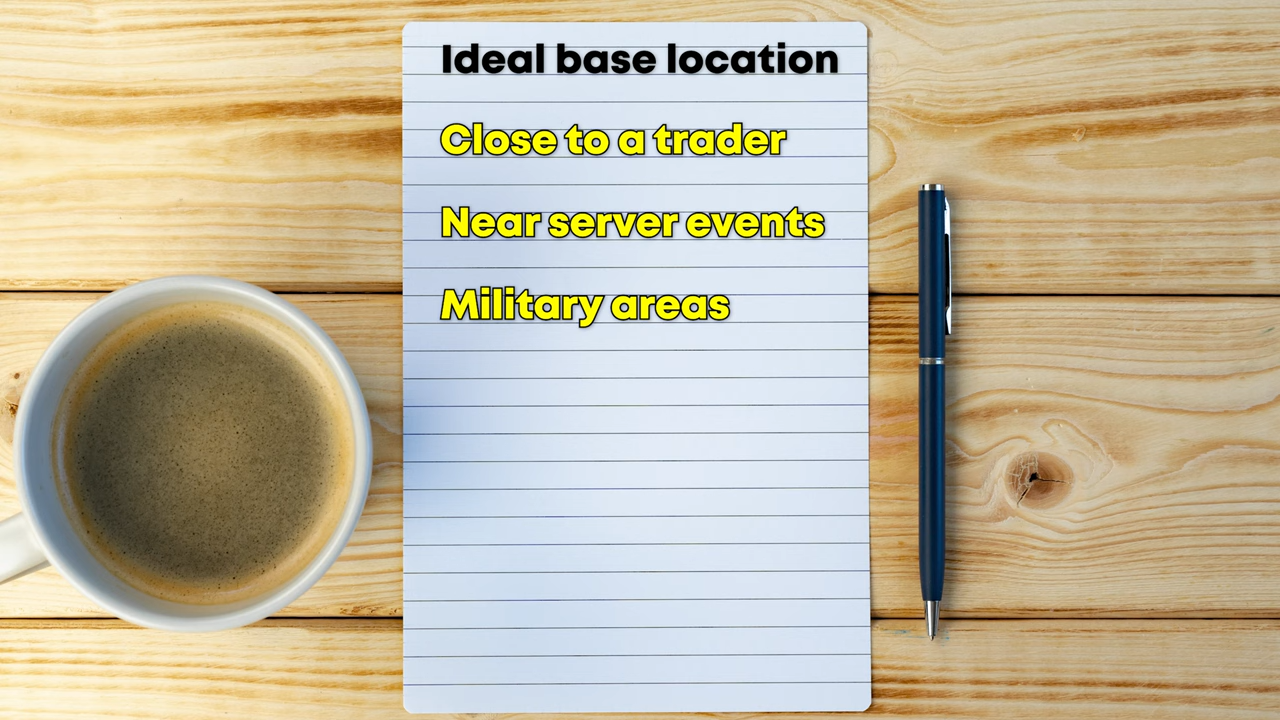 Ideal base location
Close to a trader
Near server events
Military areas